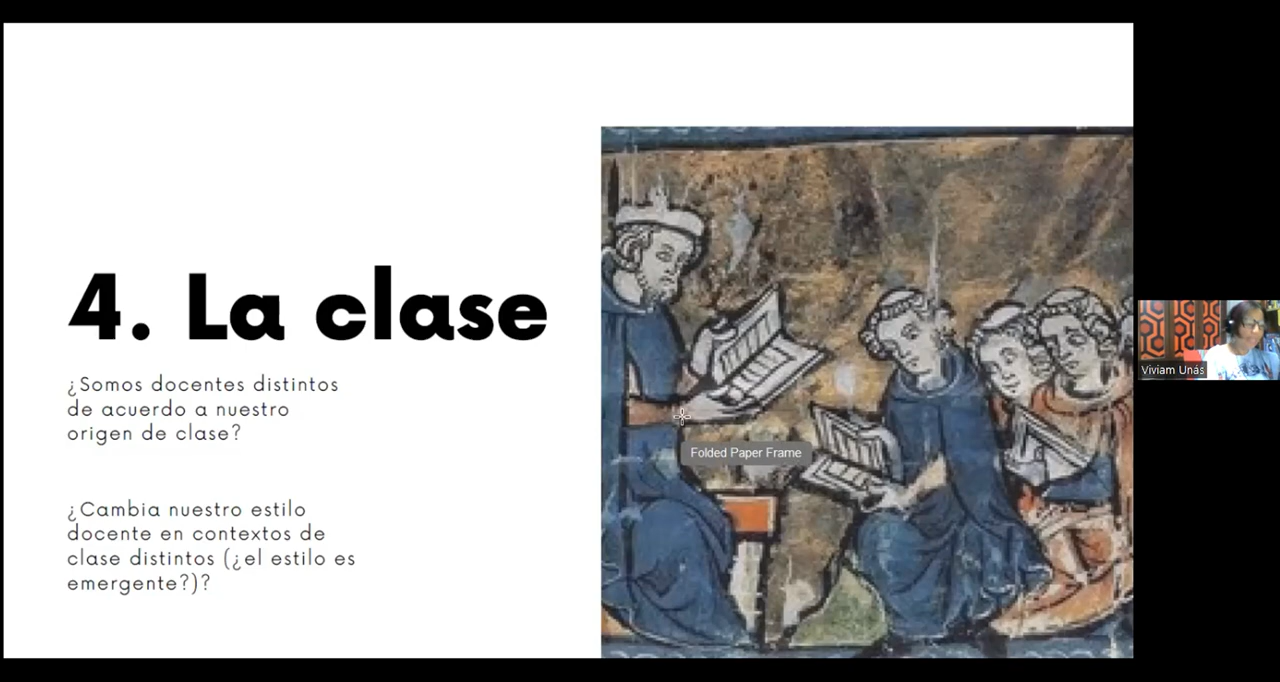 4. La clase
¿Somos docentes distintos
de acuerdo a nuestro
origen de clase?
¿Cambia nuestro estilo
docente en contextos de
clase distintos (¿el estilo es
emergente?)?
Folded Paper Frame
Viviam Unás